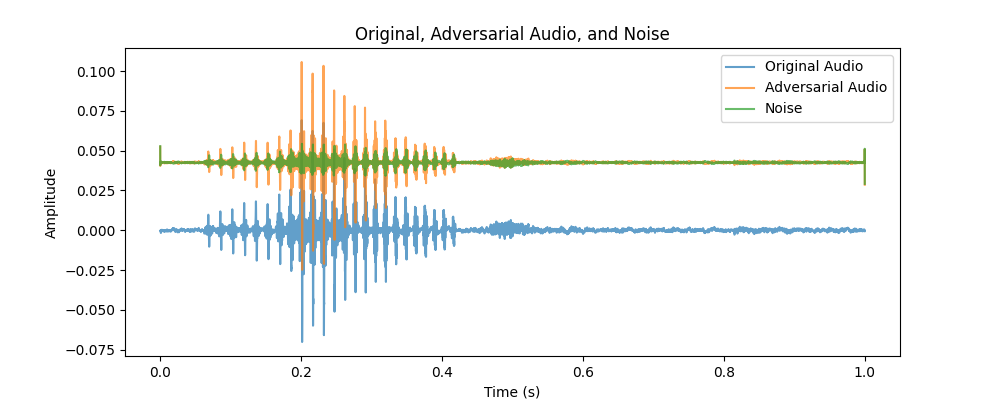 Original, Adversarial Audio, and Noise
Original Audio
Adversarial Audio
Noise
Amplitude
0.100
0.075
0.050
0.025
0.000
−0.025
−0.050
−0.075
0.0
0.2
0.4
0.6
0.8
1.0
Time (s)